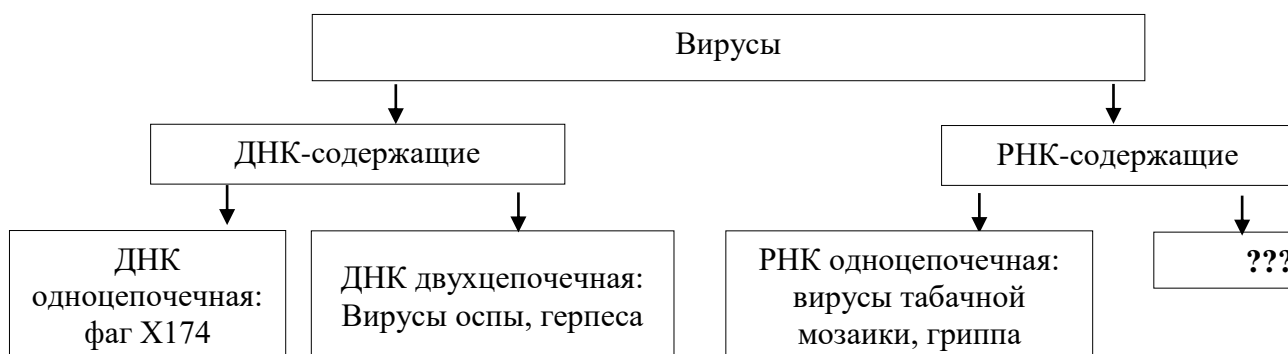 Вирусы
ДНК-содержащие
РНК-содержащие
ДНК
одноцепочечная:
фаг X174
ДНК двухцепочечная:
Вирусы оспы, герпеса
РНК одноцепочечная:
вирусы табачной
мозаики, гриппа
???